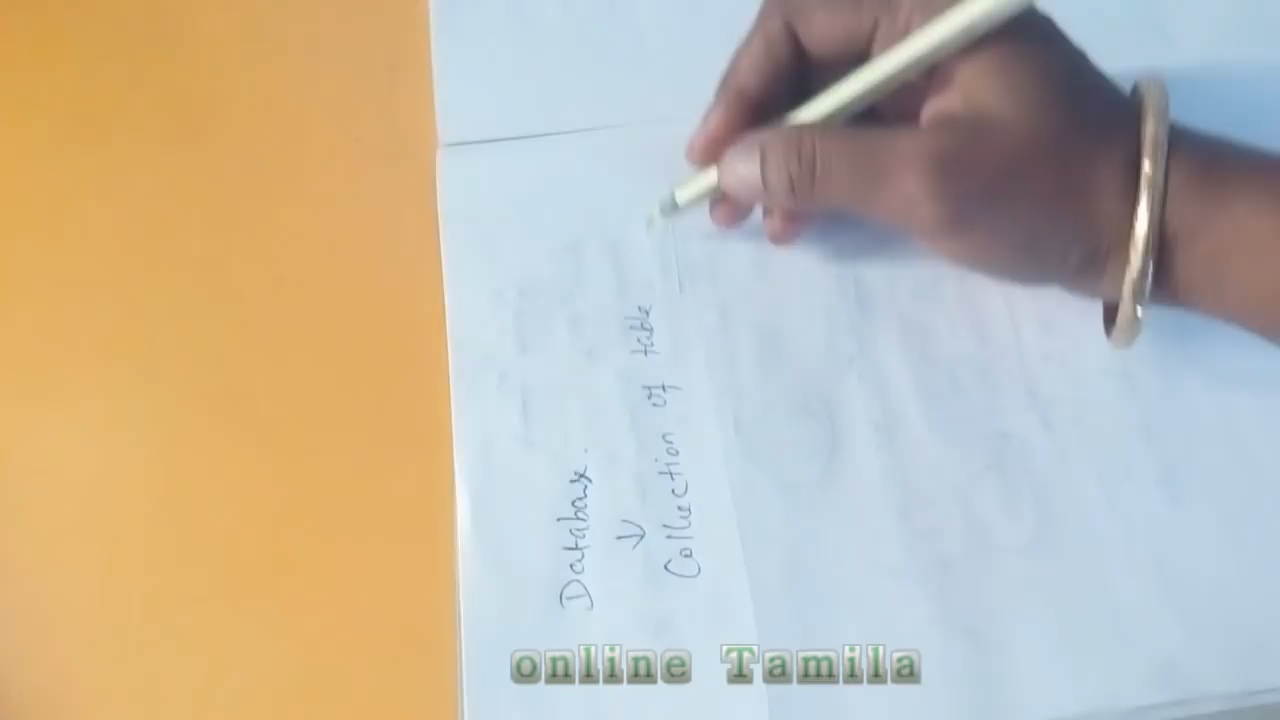 Database.
↓
Collection of table
online Tamila